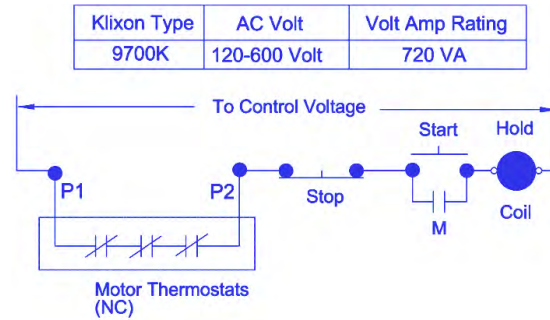 Klixon Type AC Volt Volt Amp Rating
9700K 120-600 Volt 720 VA
To Control Voltage
Start Hold
P1 P2
Stop
M
Coil
Motor Thermostats
(NC)